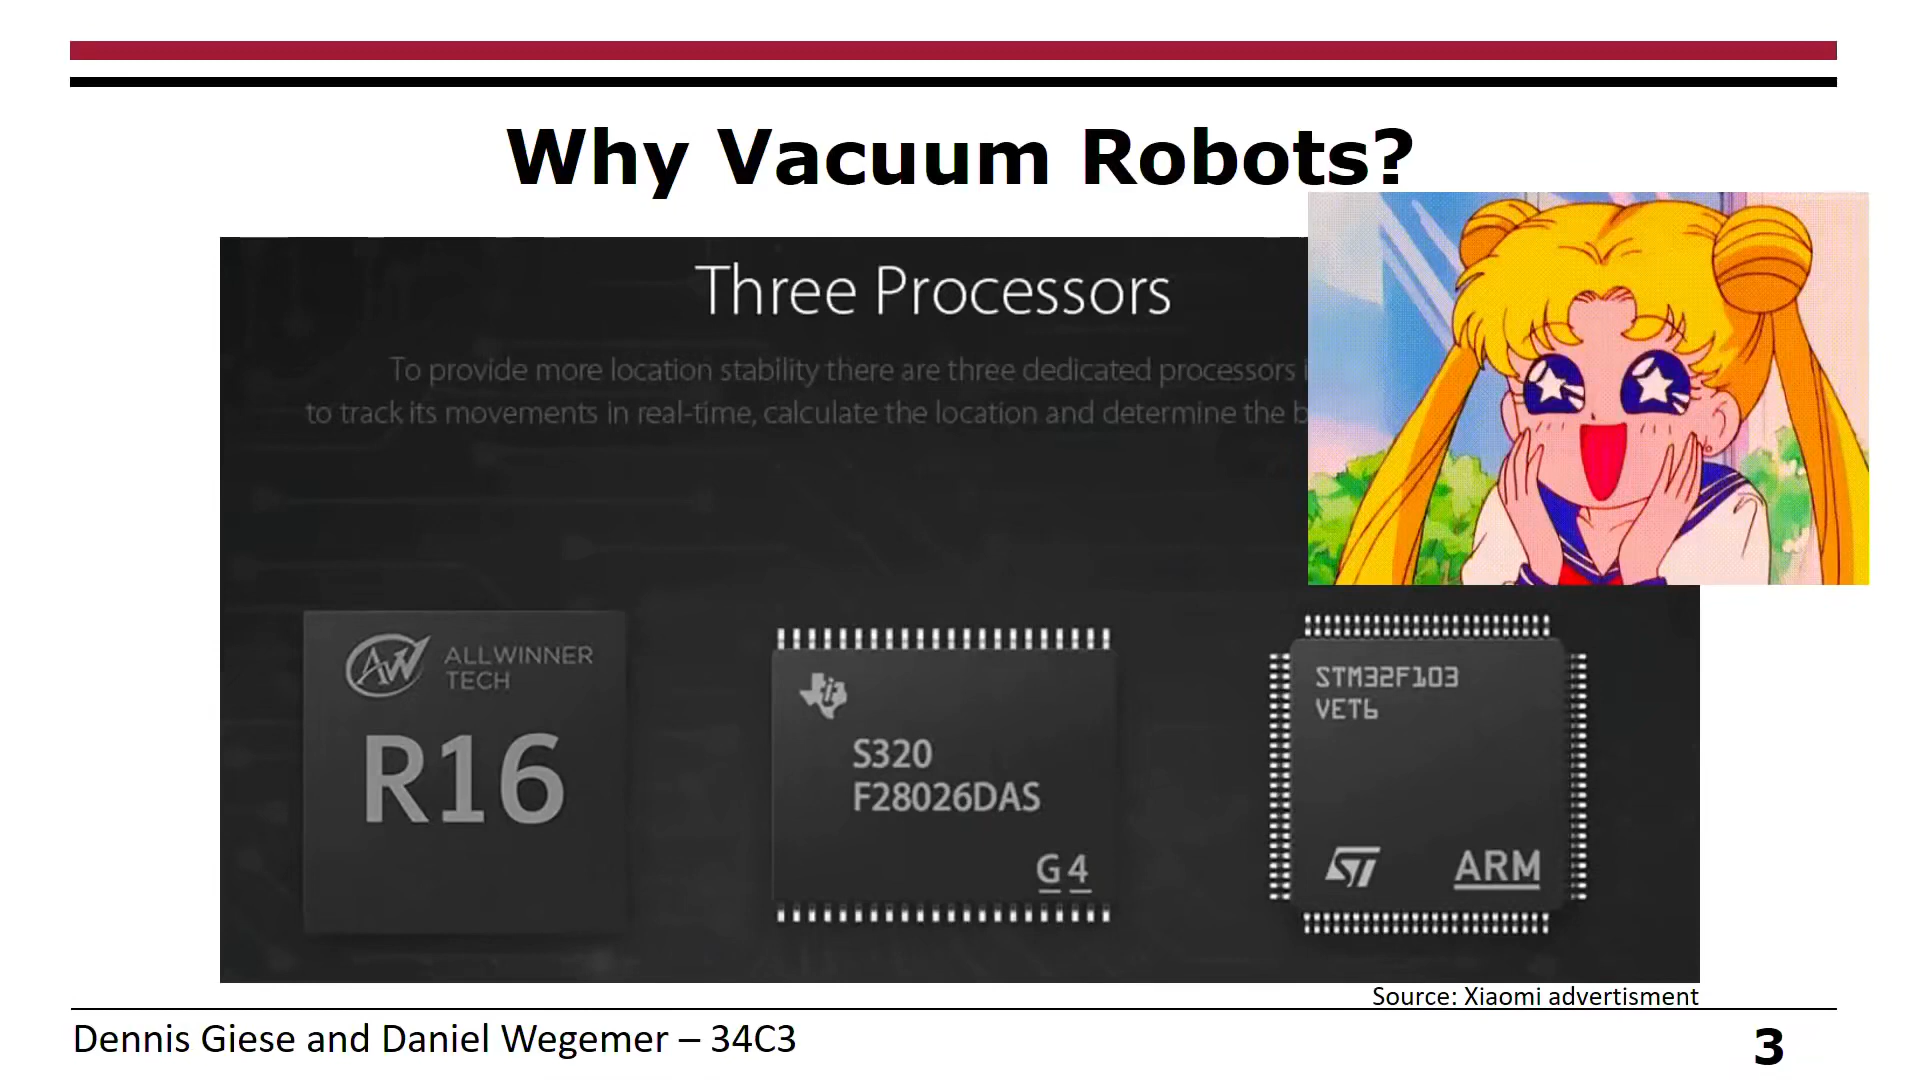 Why Vacuum Robots?
Three Processors
To provide more location stability there are three dedicated processors
to track its movements in real-time, calculate the location and determine the
AW ALLWINNER
TECH
R16
S320
F28026DAS
G4
STM32F103
VET6
ST ARM
Source: Xiaomi advertisment
Dennis Giese and Daniel Wegemer – 34C3
3